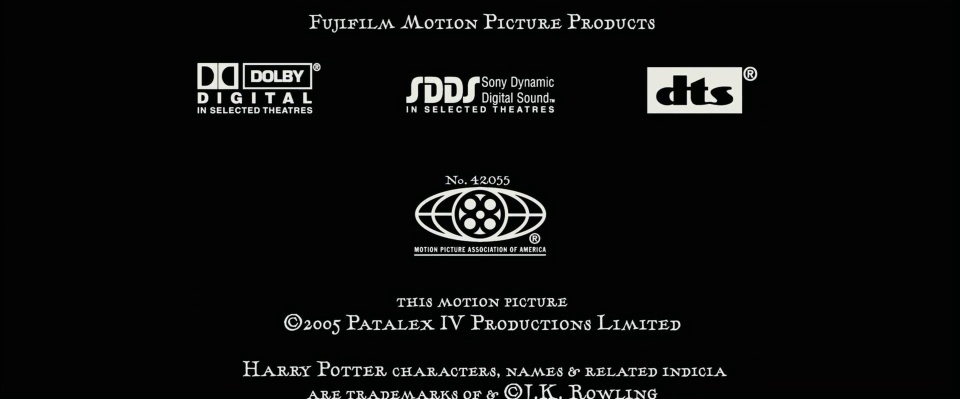 Fujifilm Motion Picture Products
DOLBY®
DIGITAL
IN SELECTED THEATRES
SDDS Sony Dynamic
Digital Sound™
IN SELECTED THEATRES
dts®
No. 42055
®
MOTION PICTURE ASSOCIATION OF AMERICA
THIS MOTION PICTURE
©2005 Patalex IV Productions Limited
Harry Potter characters, names & related indicia
are trademarks of & ©J.K. Rowling